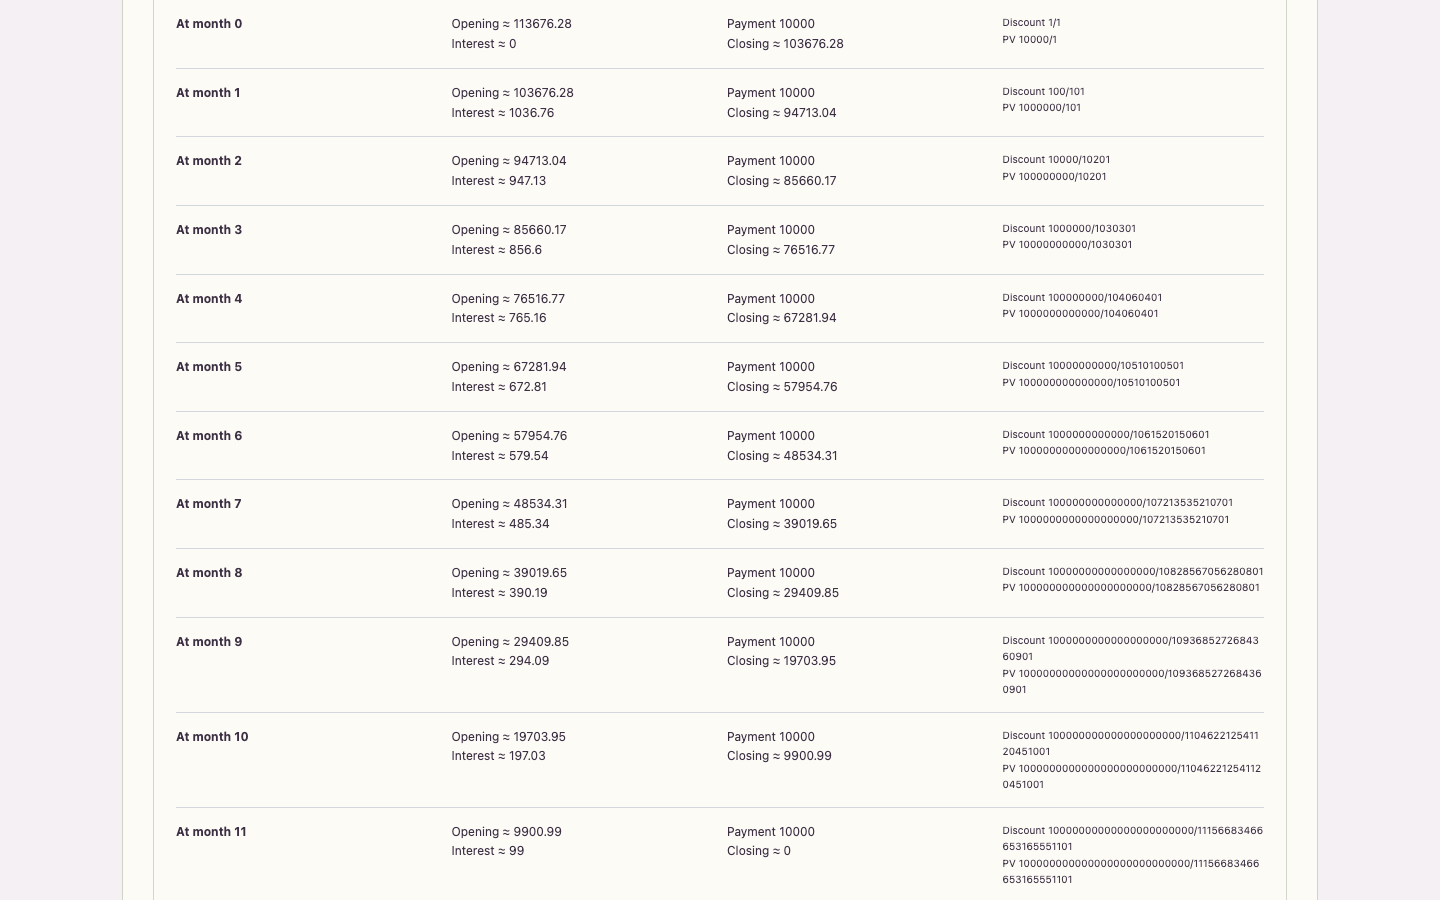 At month 0
Opening ≈ 113676.28
Interest ≈ 0
Payment 10000
Closing ≈ 103676.28
Discount 1/1
PV 10000/1
At month 1
Opening ≈ 103676.28
Interest ≈ 1036.76
Payment 10000
Closing ≈ 94713.04
Discount 100/101
PV 1000000/101
At month 2
Opening ≈ 94713.04
Interest ≈ 947.13
Payment 10000
Closing ≈ 85660.17
Discount 10000/10201
PV 100000000/10201
At month 3
Opening ≈ 85660.17
Interest ≈ 856.6
Payment 10000
Closing ≈ 76516.77
Discount 1000000/1030301
PV 10000000000/1030301
At month 4
Opening ≈ 76516.77
Interest ≈ 765.16
Payment 10000
Closing ≈ 67281.94
Discount 100000000/104060401
PV 1000000000000/104060401
At month 5
Opening ≈ 67281.94
Interest ≈ 672.81
Payment 10000
Closing ≈ 57954.76
Discount 10000000000/10510100501
PV 100000000000000/10510100501
At month 6
Opening ≈ 57954.76
Interest ≈ 579.54
Payment 10000
Closing ≈ 48534.31
Discount 1000000000000/1061520150601
PV 10000000000000000/1061520150601
At month 7
Opening ≈ 48534.31
Interest ≈ 485.34
Payment 10000
Closing ≈ 39019.65
Discount 100000000000000/107213535210701
PV 1000000000000000000/107213535210701
At month 8
Opening ≈ 39019.65
Interest ≈ 390.19
Payment 10000
Closing ≈ 29409.85
Discount 10000000000000000/10828567056280801
PV 100000000000000000000/10828567056280801
At month 9
Opening ≈ 29409.85
Interest ≈ 294.09
Payment 10000
Closing ≈ 19703.95
Discount 1000000000000000000/10936852726843
60901
PV 10000000000000000000000/109368527268436
0901
At month 10
Opening ≈ 19703.95
Interest ≈ 197.03
Payment 10000
Closing ≈ 9900.99
Discount 100000000000000000000/1104622125411
20451001
PV 1000000000000000000000000/11046221254112
0451001
At month 11
Opening ≈ 9900.99
Interest ≈ 99
Payment 10000
Closing ≈ 0
Discount 10000000000000000000000/11156683466
653165551101
PV 100000000000000000000000000/11156683466
653165551101